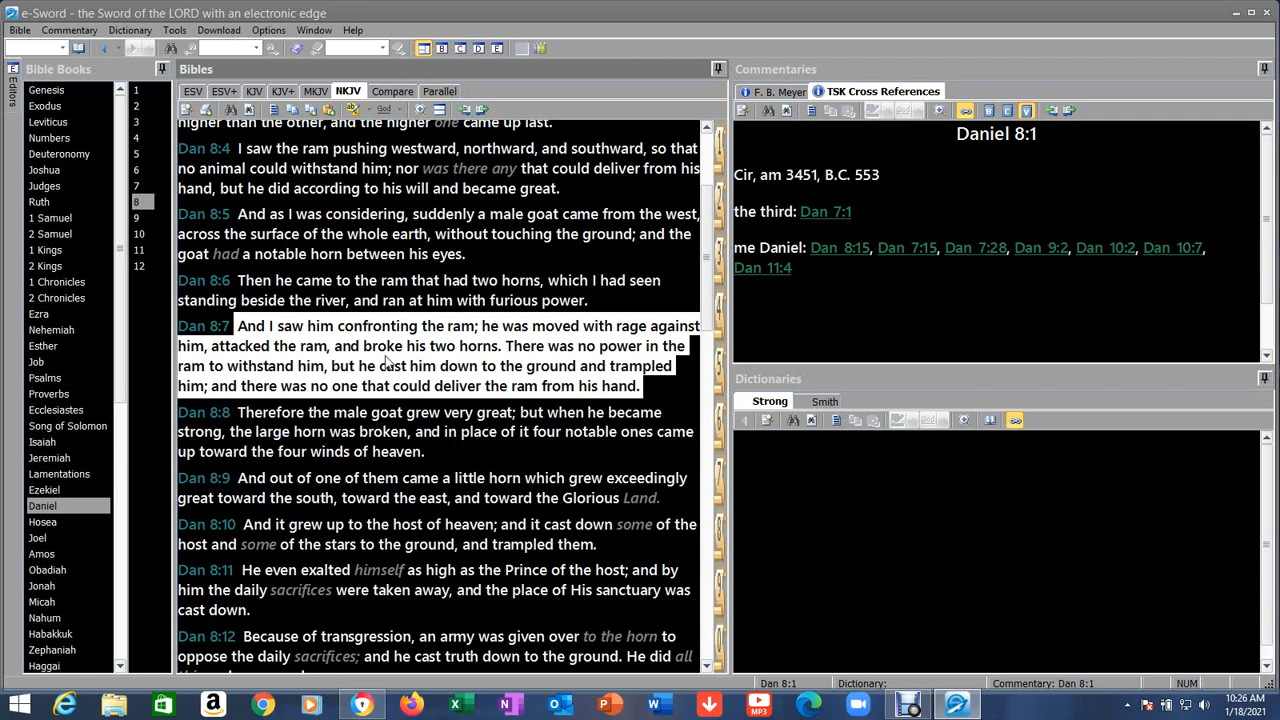 e-Sword - the Sword of the LORD with an electronic edge
Bible Commentary Dictionary Tools Download Options Window Help
B C D E
Editors
Bible Books
Genesis
Exodus
Leviticus
Numbers
Deuteronomy
Joshua
Judges
Ruth
1 Samuel
2 Samuel
1 Kings
2 Kings
1 Chronicles
2 Chronicles
Ezra
Nehemiah
Esther
Job
Psalms
Proverbs
Ecclesiastes
Song of Solomon
Isaiah
Jeremiah
Lamentations
Ezekiel
Daniel
Hosea
Joel
Amos
Obadiah
Jonah
Micah
Nahum
Habakkuk
Zephaniah
Haggai
1
2
3
4
5
6
7
8
9
10
11
12
Bibles
ESV ESV+ KJV KJV+ MKJV NKJV Compare Parallel
God
higher than the other, and the higher one came up last.
Dan 8:4 I saw the ram pushing westward, northward, and southward, so that
no animal could withstand him; nor was there any that could deliver from his
hand, but he did according to his will and became great.
Dan 8:5 And as I was considering, suddenly a male goat came from the west,
across the surface of the whole earth, without touching the ground; and the
goat had a notable horn between his eyes.
Dan 8:6 Then he came to the ram that had two horns, which I had seen
standing beside the river, and ran at him with furious power.
Dan 8:7 And I saw him confronting the ram; he was moved with rage against
him, attacked the ram, and broke his two horns. There was no power in the
ram to withstand him, but he cast him down to the ground and trampled
him; and there was no one that could deliver the ram from his hand.
Dan 8:8 Therefore the male goat grew very great; but when he became
strong, the large horn was broken, and in place of it four notable ones came
up toward the four winds of heaven.
Dan 8:9 And out of one of them came a little horn which grew exceedingly
great toward the south, toward the east, and toward the Glorious Land.
Dan 8:10 And it grew up to the host of heaven; and it cast down some of the
host and some of the stars to the ground, and trampled them.
Dan 8:11 He even exalted himself as high as the Prince of the host; and by
him the daily sacrifices were taken away, and the place of His sanctuary was
cast down.
Dan 8:12 Because of transgression, an army was given over to the horn to
oppose the daily sacrifices; and he cast truth down to the ground. He did all
Commentaries
F. B. Meyer TSK Cross References
B C V
Daniel 8:1
Cir, am 3451, B.C. 553
the third: Dan 7:1
me Daniel: Dan 8:15, Dan 7:15, Dan 7:28, Dan 9:2, Dan 10:2, Dan 10:7,
Dan 11:4
Dictionaries
Strong Smith
Dan 8:1 Dictionary: Commentary: Dan 8:1 NUM
MP3
10:26 AM
1/18/2021